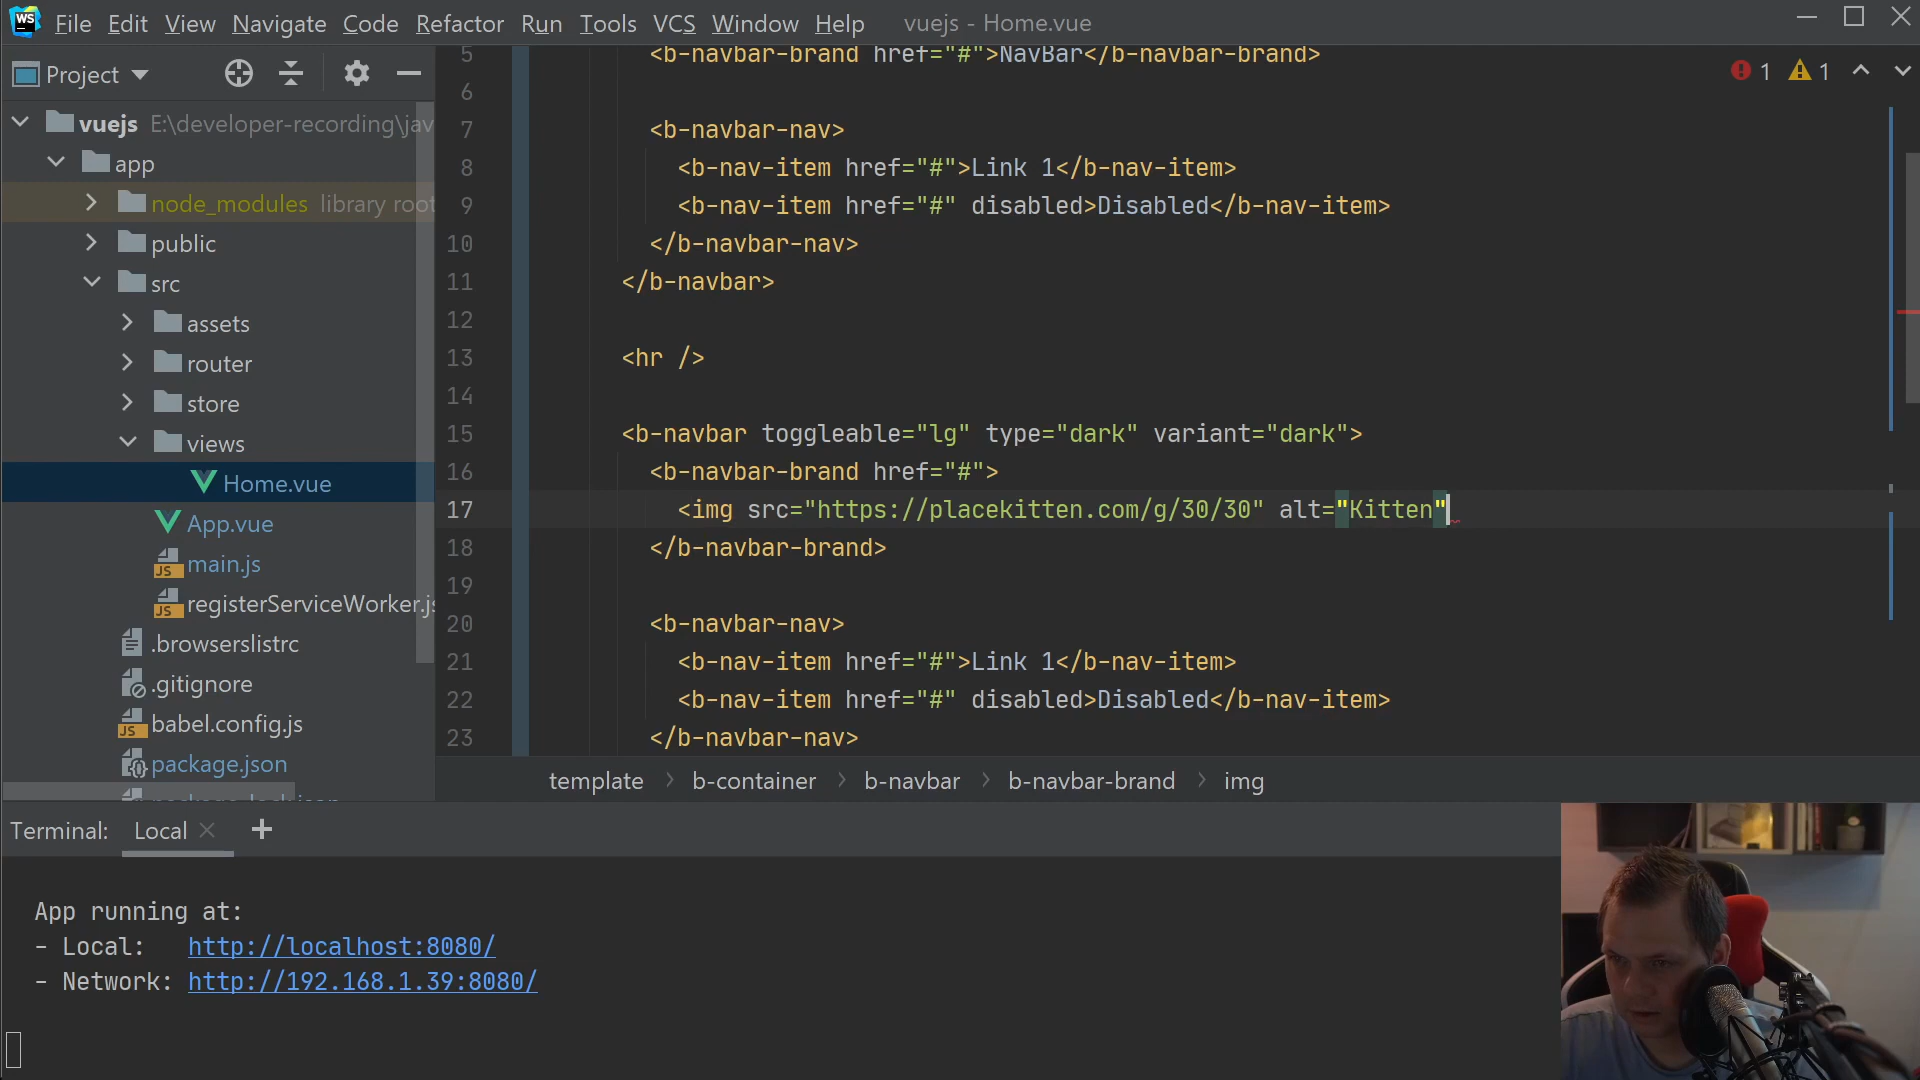 WS File Edit View Navigate Code Refactor Run Tools VCS Window Help vuejs - Home.vue
Project
vuejs E:\developer-recording\jav
app
node_modules library root
public
src
assets
router
store
views
Home.vue
App.vue
main.js
registerServiceWorker.js
.browserslistrc
.gitignore
babel.config.js
package.json
1 1
5 <b-navbar-brand href="#">NavBar</b-navbar-brand>
6
7 <b-navbar-nav>
8 <b-nav-item href="#">Link 1</b-nav-item>
9 <b-nav-item href="#" disabled>Disabled</b-nav-item>
10 </b-navbar-nav>
11 </b-navbar>
12
13 <hr />
14
15 <b-navbar toggleable="lg" type="dark" variant="dark">
16 <b-navbar-brand href="#">
17 <img src="https://placekitten.com/g/30/30" alt="Kitten"
18 </b-navbar-brand>
19
20 <b-navbar-nav>
21 <b-nav-item href="#">Link 1</b-nav-item>
22 <b-nav-item href="#" disabled>Disabled</b-nav-item>
23 </b-navbar-nav>
template b-container b-navbar b-navbar-brand img
Terminal: Local
App running at:
- Local: http://localhost:8080/
- Network: http://192.168.1.39:8080/